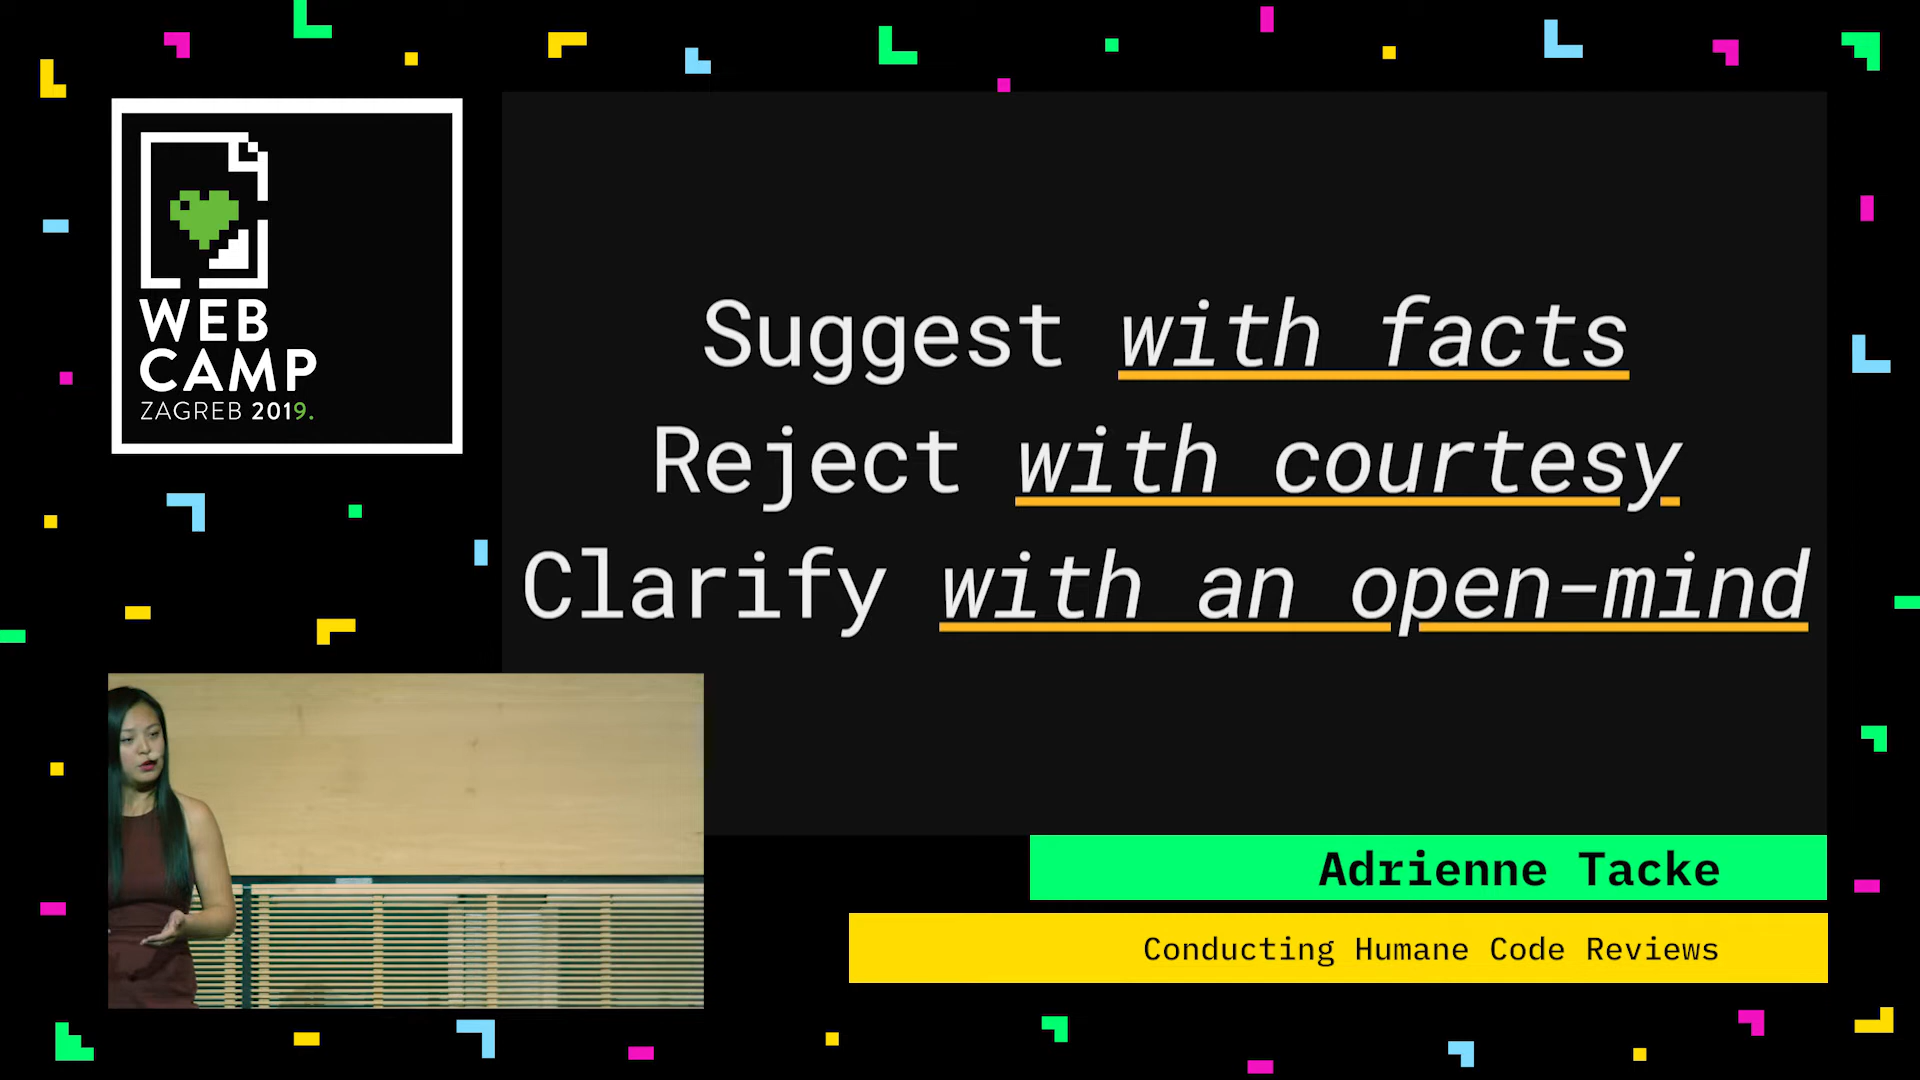 WEB
CAMP
ZAGREB 2019.
Suggest with facts
Reject with courtesy
Clarify with an open-mind
Adrienne Tacke
Conducting Humane Code Reviews